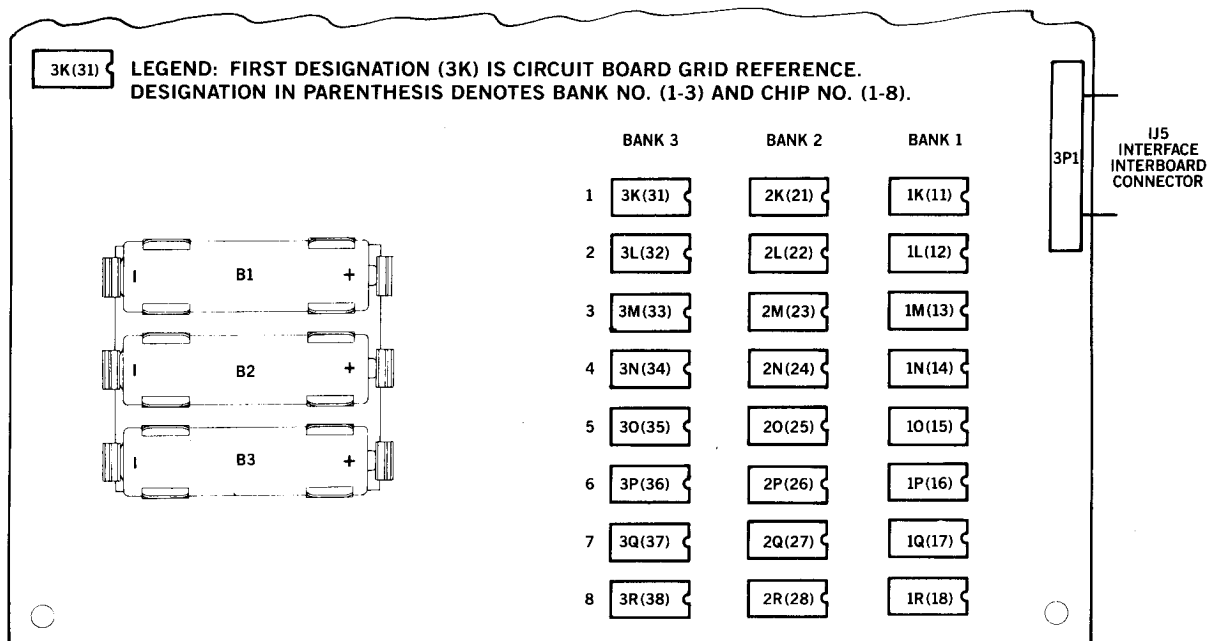 3K(31) LEGEND: FIRST DESIGNATION (3K) IS CIRCUIT BOARD GRID REFERENCE.
DESIGNATION IN PARENTHESIS DENOTES BANK NO. (1-3) AND CHIP NO. (1-8).
BANK 3 BANK 2 BANK 1
3P1
IJ5
INTERFACE
INTERBOARD
CONNECTOR
1 3K(31) 2K(21) 1K(11)
2 3L(32) 2L(22) 1L(12)
3 3M(33) 2M(23) 1M(13)
4 3N(34) 2N(24) 1N(14)
5 3O(35) 2O(25) 1O(15)
6 3P(36) 2P(26) 1P(16)
7 3Q(37) 2Q(27) 1Q(17)
8 3R(38) 2R(28) 1R(18)
- B1 +
- B2 +
- B3 +